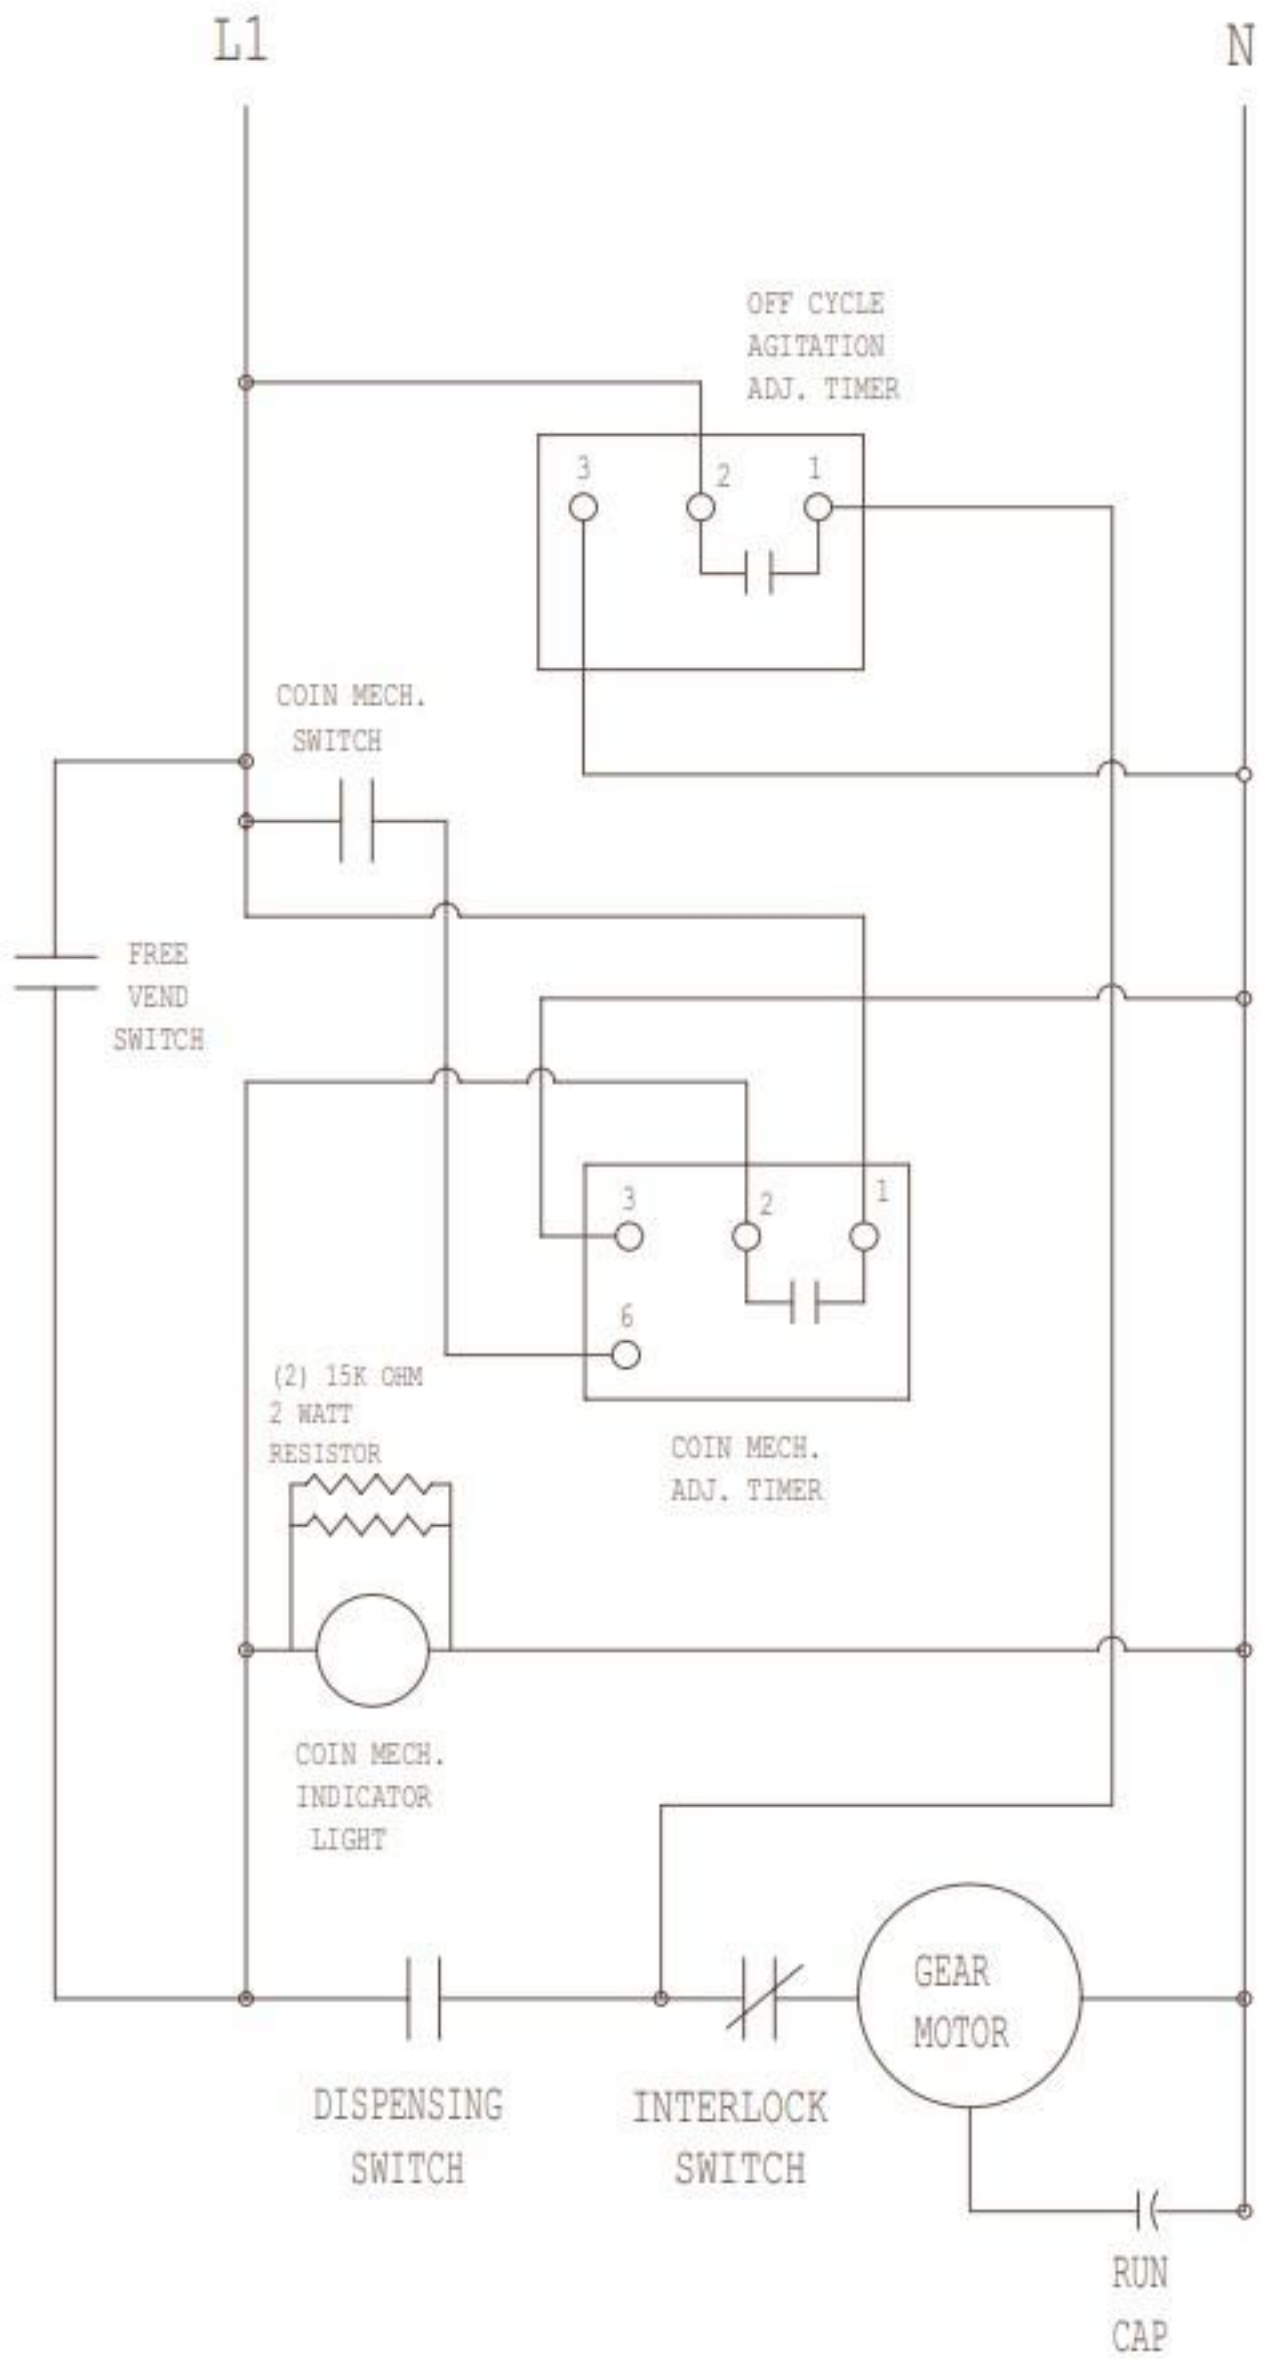 L1
N
OFF CYCLE
AGITATION
ADJ. TIMER
3
2
1
COIN MECH.
SWITCH
FREE
VEND
SWITCH
3
2
1
6
(2) 15K OHM
2 WATT
RESISTOR
COIN MECH.
ADJ. TIMER
COIN MECH.
INDICATOR
LIGHT
GEAR
MOTOR
DISPENSING
SWITCH
INTERLOCK
SWITCH
RUN
CAP